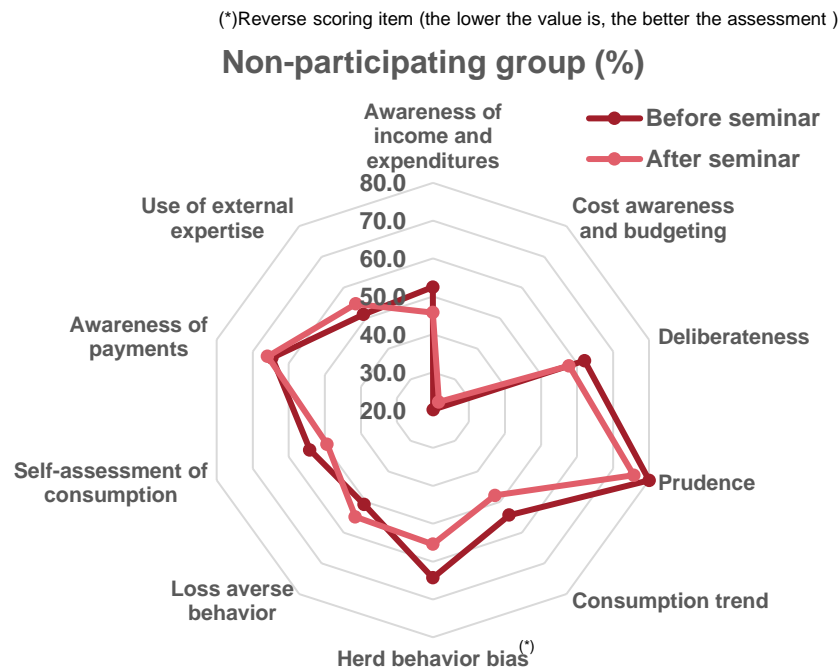 (*)Reverse scoring item (the lower the value is, the better the assessment )
Non-participating group (%)
Before seminar
After seminar
Awareness of
income and
expenditures
Cost awareness
and budgeting
Deliberateness
Prudence
Consumption trend
Herd behavior bias(*)
Loss averse
behavior
Self-assessment of
consumption
Awareness of
payments
Use of external
expertise
80.0
70.0
60.0
50.0
40.0
30.0
20.0